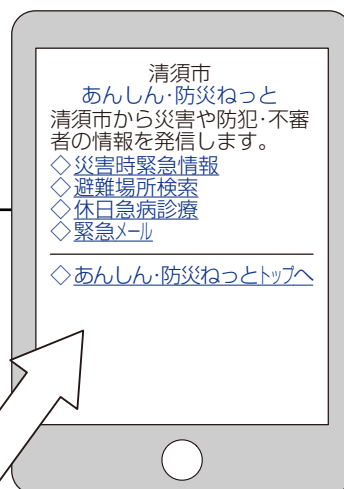 清須市
あんしん・防災ねっと
清須市から災害や防犯・不審
者の情報を発信します。
◇災害時緊急情報
◇避難場所検索
◇休日急病診療
◇緊急メール
◇あんしん・防災ねっとトップへ